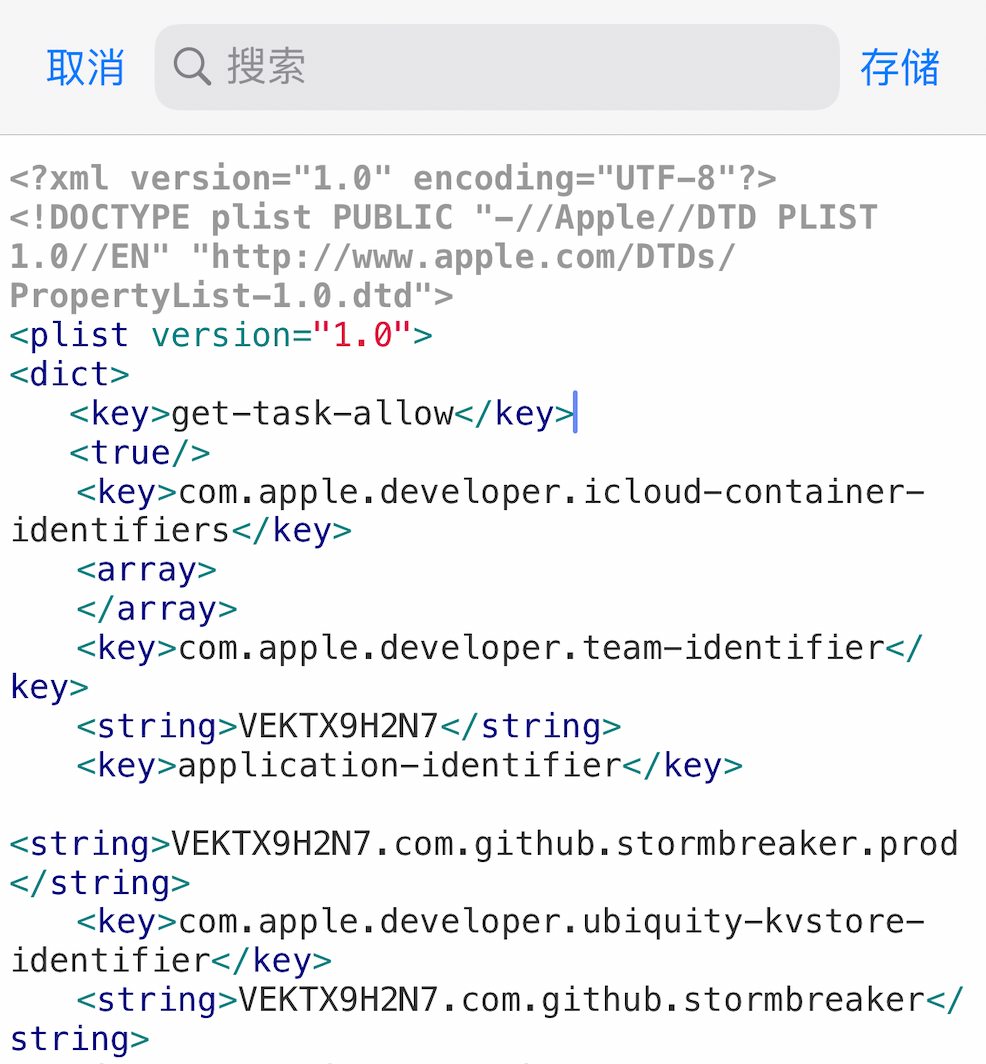 取消
搜索
存储
<?xml version="1.0" encoding="UTF-8"?>
<!DOCTYPE plist PUBLIC "-//Apple//DTD PLIST
1.0//EN" "http://www.apple.com/DTDs/
PropertyList-1.0.dtd">
<plist version="1.0">
<dict>
<key>get-task-allow</key>
<true/>
<key>com.apple.developer.icloud-container-
identifiers</key>
<array>
</array>
<key>com.apple.developer.team-identifier</
key>
<string>VEKTX9H2N7</string>
<key>application-identifier</key>
<string>VEKTX9H2N7.com.github.stormbreaker.prod
</string>
<key>com.apple.developer.ubiquity-kvstore-
identifier</key>
<string>VEKTX9H2N7.com.github.stormbreaker</
string>